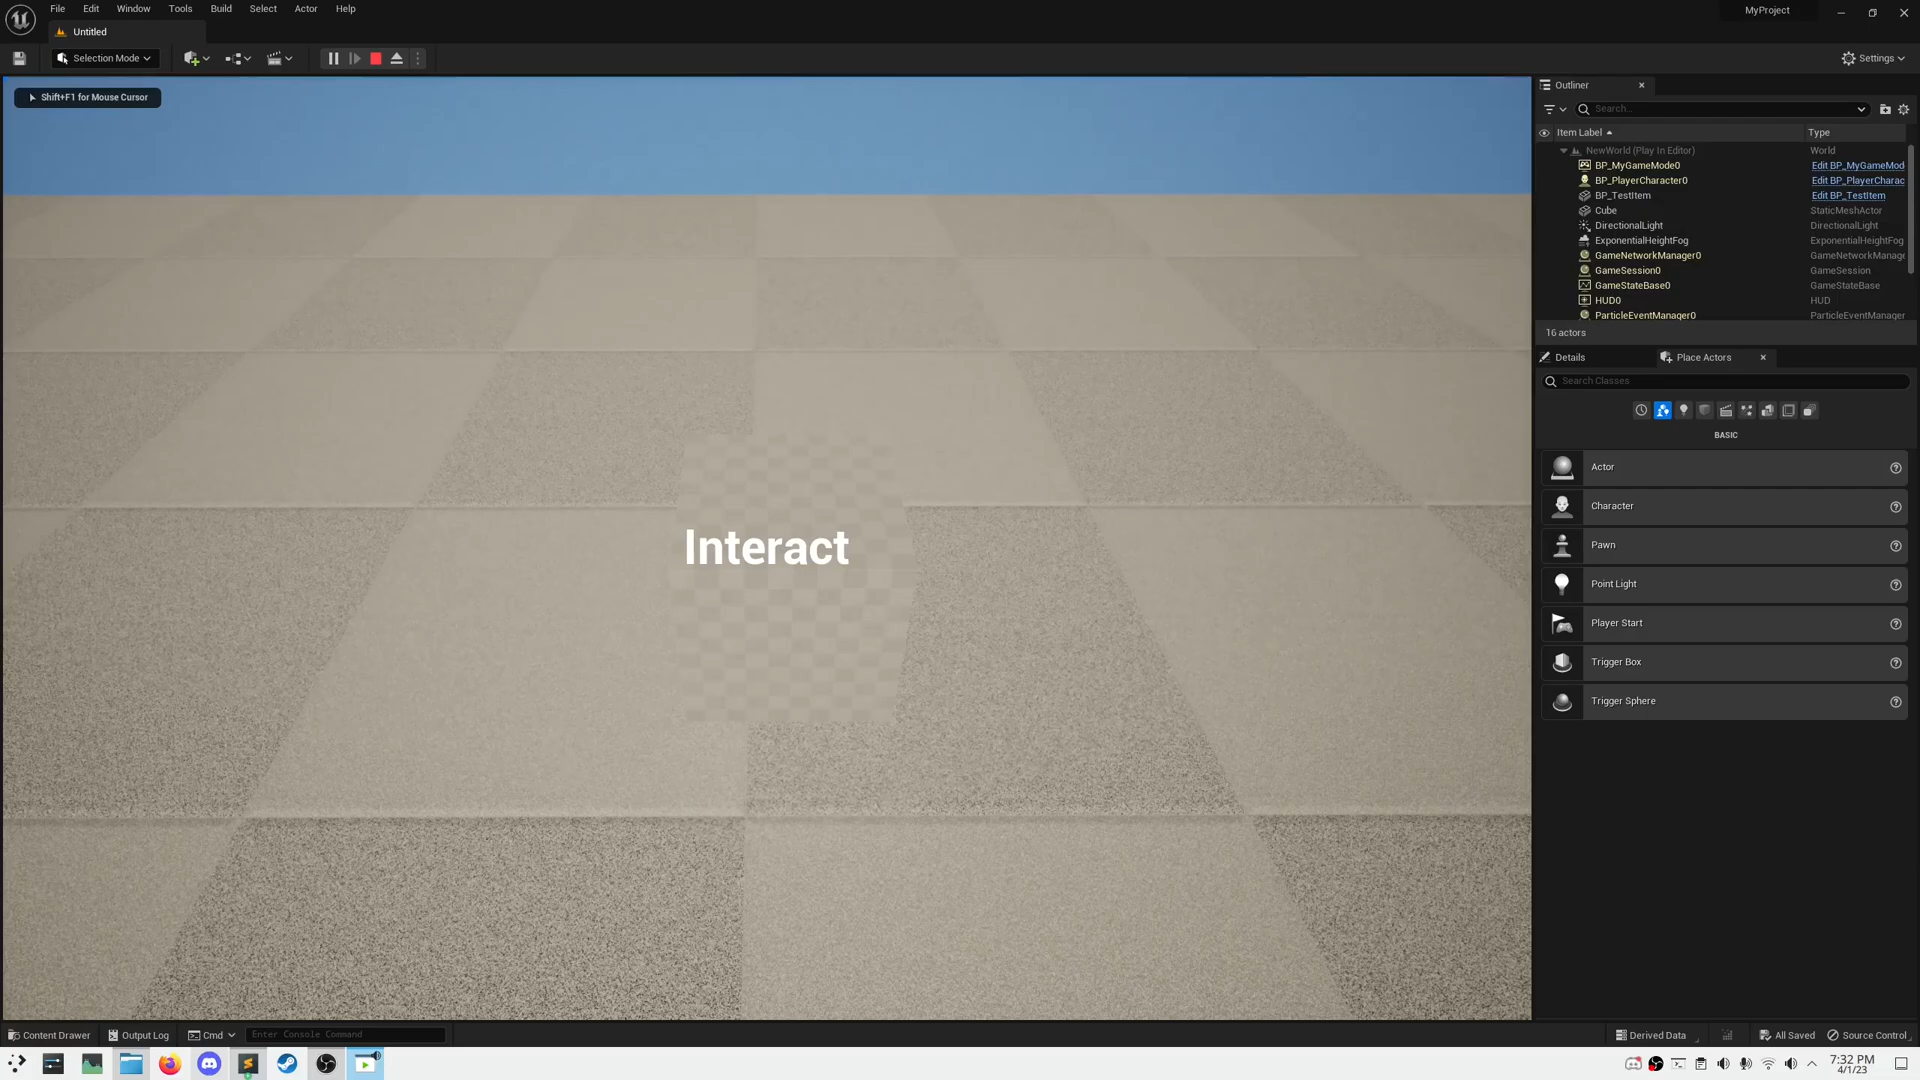 File Edit Window Tools Build Select Actor Help
MyProject
Untitled
Selection Mode
Settings
Shift+F1 for Mouse Cursor
Interact
Outliner
Search...
Item Label Type
NewWorld (Play In Editor) World
BP_MyGameMode0 Edit BP_MyGameMod
BP_PlayerCharacter0 Edit BP_PlayerCharac
BP_TestItem Edit BP_TestItem
Cube StaticMeshActor
DirectionalLight DirectionalLight
ExponentialHeightFog ExponentialHeightFog
GameNetworkManager0 GameNetworkManage
GameSession0 GameSession
GameStateBase0 GameStateBase
HUD0 HUD
ParticleEventManager0 ParticleEventManager
16 actors
Details Place Actors
Search Classes
BASIC
Actor
Character
Pawn
Point Light
Player Start
Trigger Box
Trigger Sphere
Content Drawer Output Log Cmd Enter Console Command Derived Data All Saved Source Control
7:32 PM
4/1/23